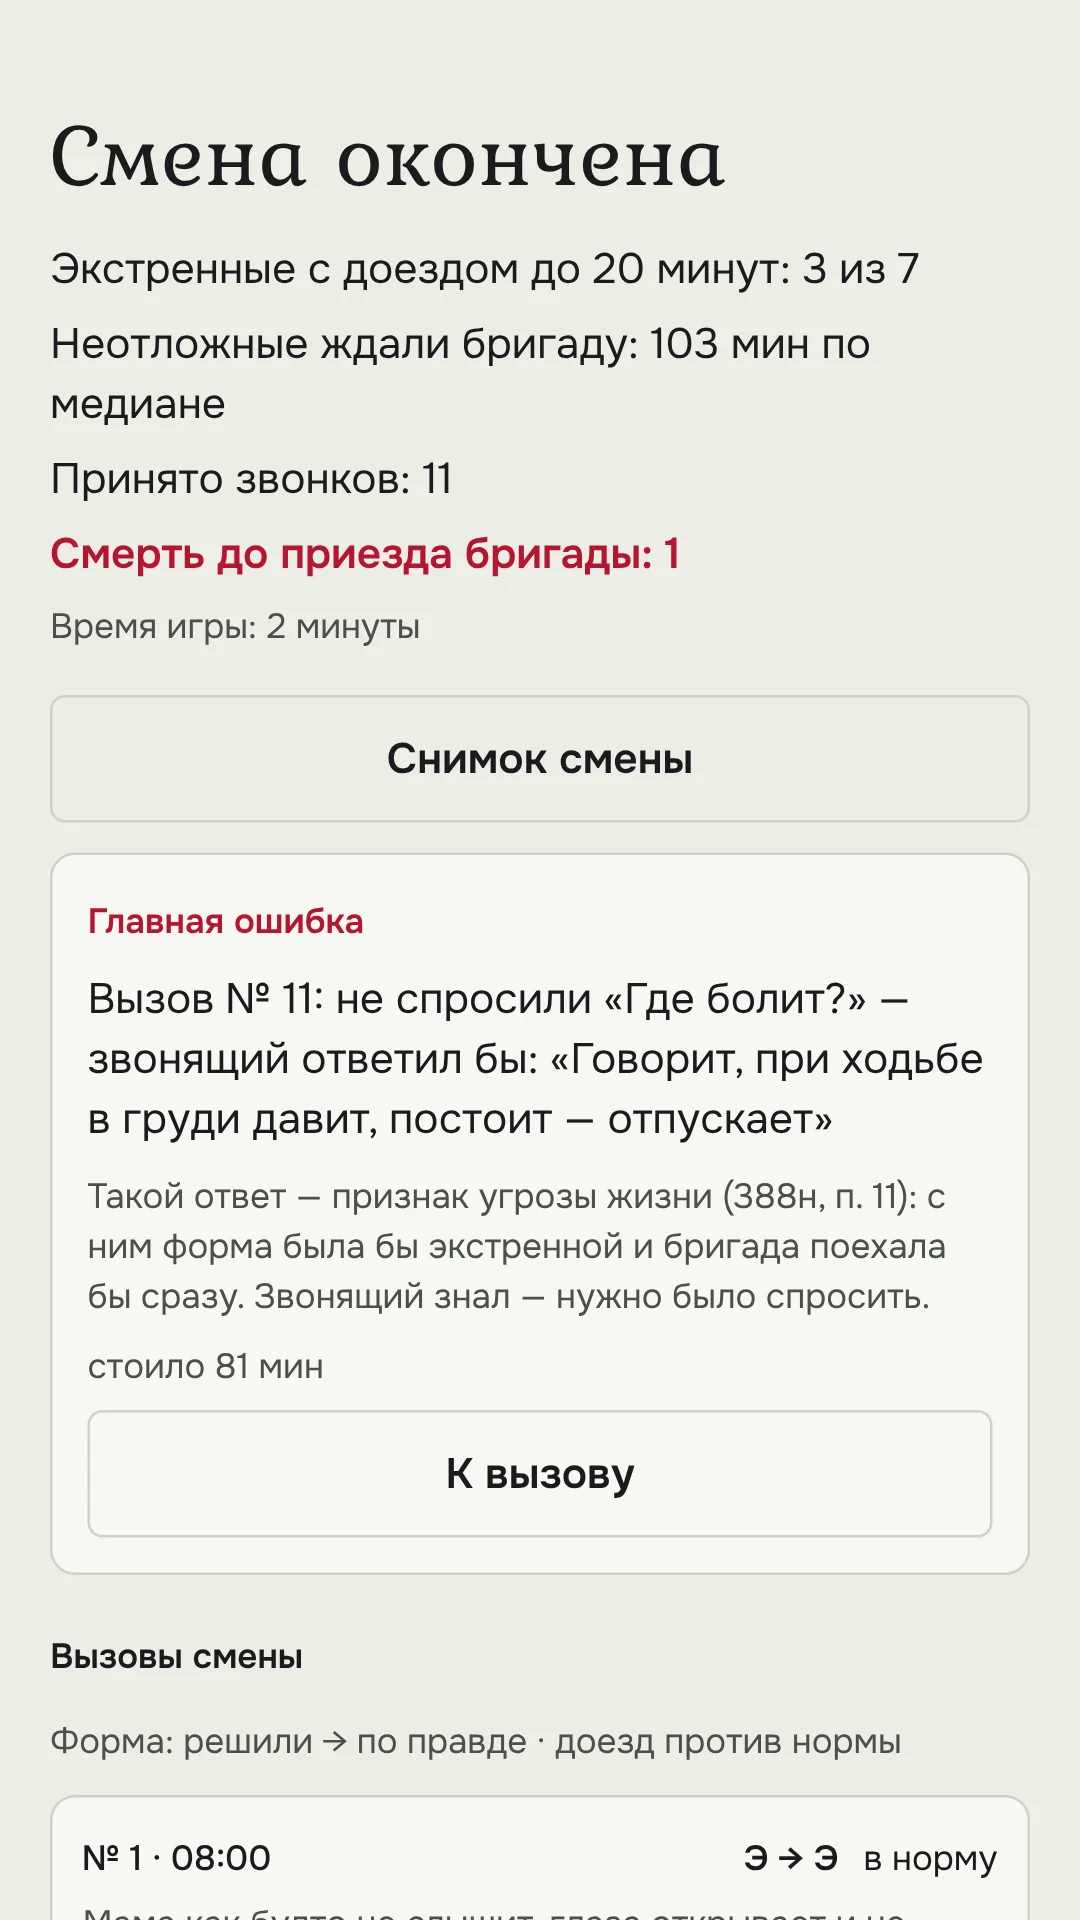 Смена окончена
Экстренные с доездом до 20 минут: 3 из 7
Неотложные ждали бригаду: 103 мин по
медиане
Принято звонков: 11
Смерть до приезда бригады: 1
Время игры: 2 минуты
Снимок смены
Главная ошибка
Вызов № 11: не спросили «Где болит?» —
звонящий ответил бы: «Говорит, при ходьбе
в груди давит, постоит — отпускает»
Такой ответ — признак угрозы жизни (388н, п. 11): с
ним форма была бы экстренной и бригада поехала
бы сразу. Звонящий знал — нужно было спросить.
стоило 81 мин
К вызову
Вызовы смены
Форма: решили → по правде · доезд против нормы
№ 1 · 08:00 Э → Э в норму